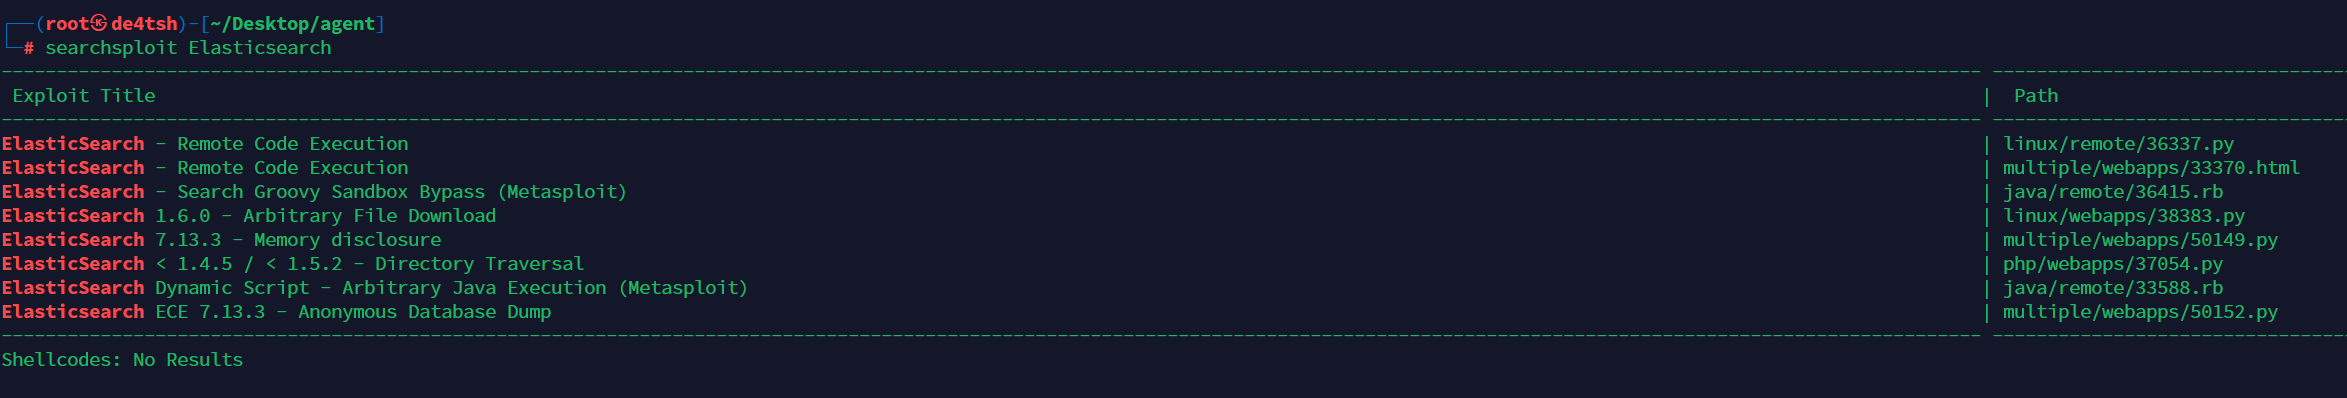 ┌──(root㉿de4tsh)-[~/Desktop/agent]
└─# searchsploit Elasticsearch
Exploit Title | Path
ElasticSearch - Remote Code Execution | linux/remote/36337.py
ElasticSearch - Remote Code Execution | multiple/webapps/33370.html
ElasticSearch - Search Groovy Sandbox Bypass (Metasploit) | java/remote/36415.rb
ElasticSearch 1.6.0 - Arbitrary File Download | linux/webapps/38383.py
ElasticSearch 7.13.3 - Memory disclosure | multiple/webapps/50149.py
ElasticSearch < 1.4.5 / < 1.5.2 - Directory Traversal | php/webapps/37054.py
ElasticSearch Dynamic Script - Arbitrary Java Execution (Metasploit) | java/remote/33588.rb
Elasticsearch ECE 7.13.3 - Anonymous Database Dump | multiple/webapps/50152.py
Shellcodes: No Results